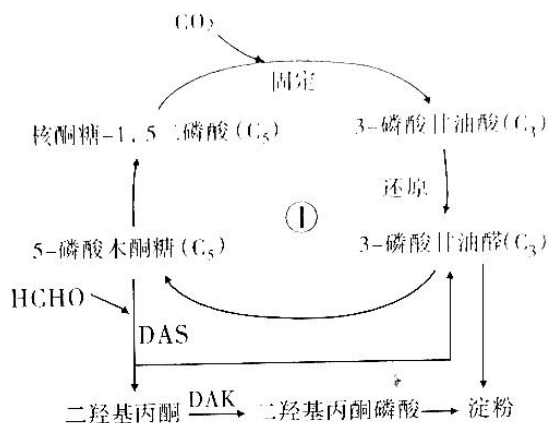 CO₂
固定
核酮糖-1,5二磷酸(C₅)
3-磷酸甘油酸(C₃)
还原
①
5-磷酸木酮糖(C₅)
3-磷酸甘油醛(C₃)
HCHO
DAS
二羟基丙酮
DAK
二羟基丙酮磷酸
淀粉